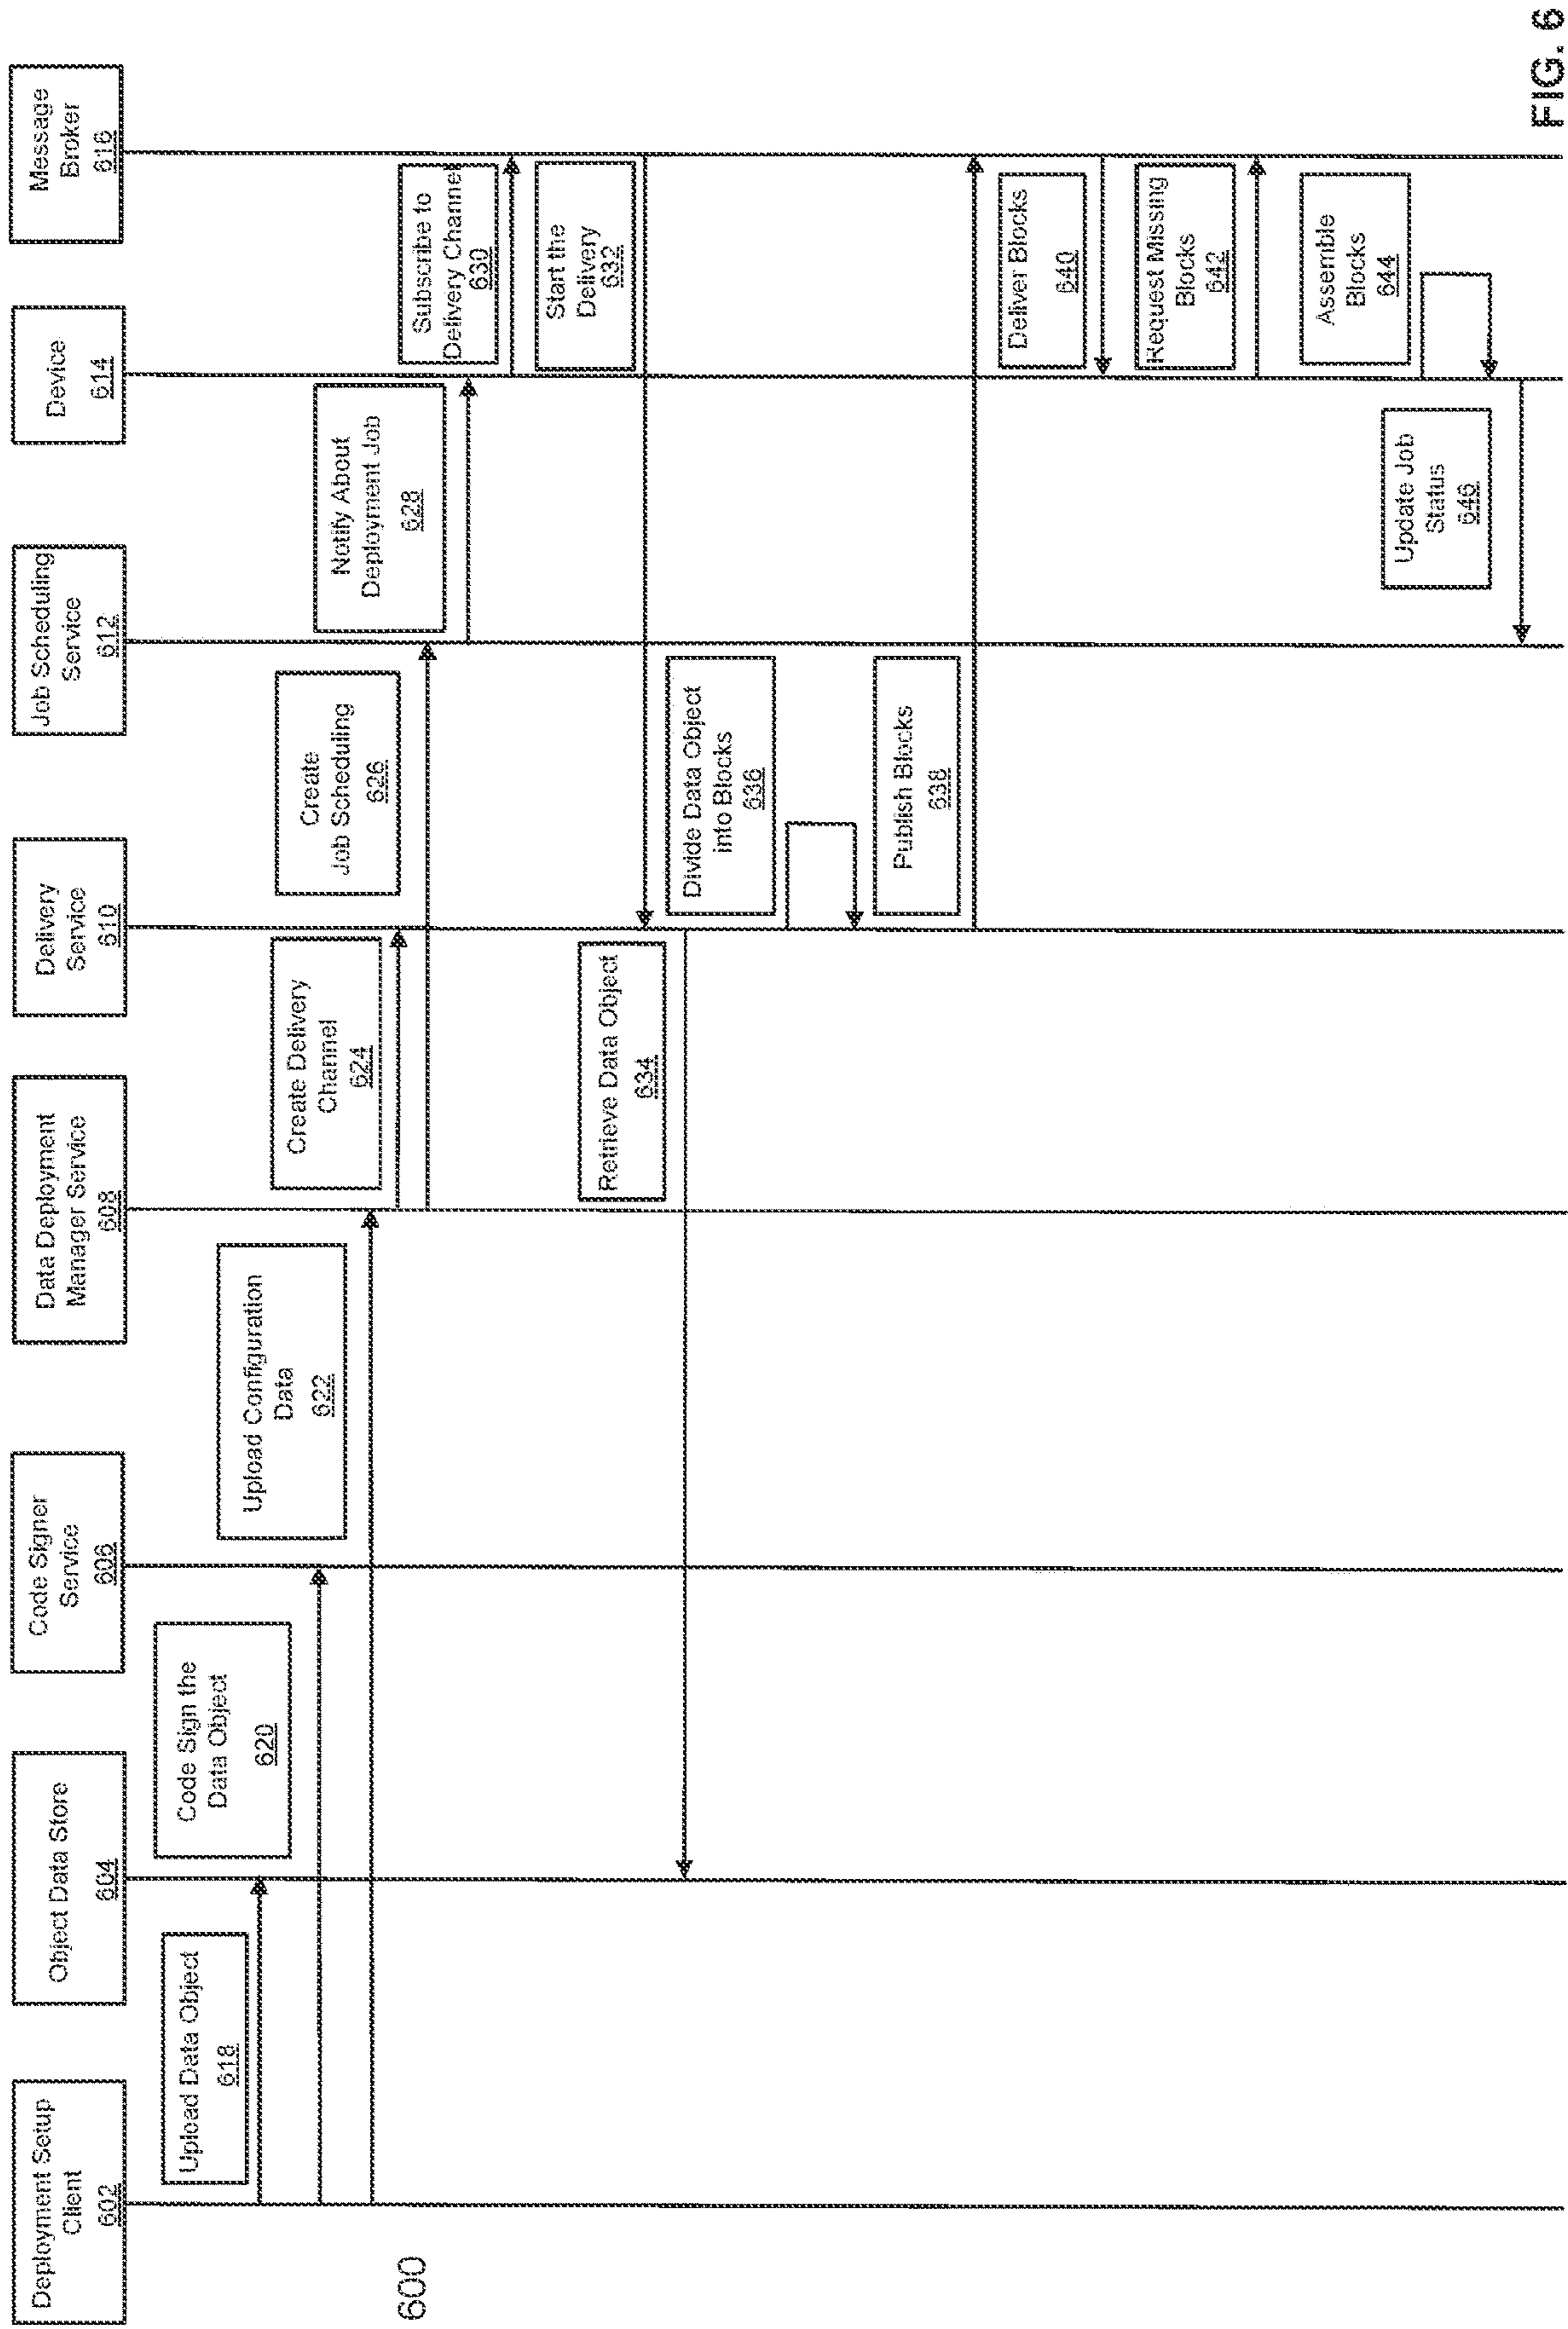 Deployment Setup
Client
602
Object Data Store
604
Code Signer
Service
606
Data Deployment
Manager Service
608
Delivery
Service
610
Job Scheduling
Service
612
Device
614
Message
Broker
616
Upload Data Object
618
Code Sign the
Data Object
620
Upload Configuration
Data
622
Create Delivery
Channel
624
Create
Job Scheduling
626
Notify About
Deployment Job
628
Subscribe to
Delivery Channel
630
Start the
Delivery
632
Retrieve Data Object
634
Divide Data Object
into Blocks
636
Publish Blocks
638
Deliver Blocks
640
Request Missing
Blocks
642
Assemble
Blocks
644
Update Job
Status
646
600
FIG. 6